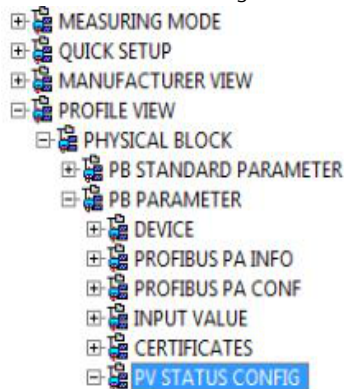 MEASURING MODE
QUICK SETUP
MANUFACTURER VIEW
PROFILE VIEW
PHYSICAL BLOCK
PB STANDARD PARAMETER
PB PARAMETER
DEVICE
PROFIBUS PA INFO
PROFIBUS PA CONF
INPUT VALUE
CERTIFICATES
PV STATUS CONFIG